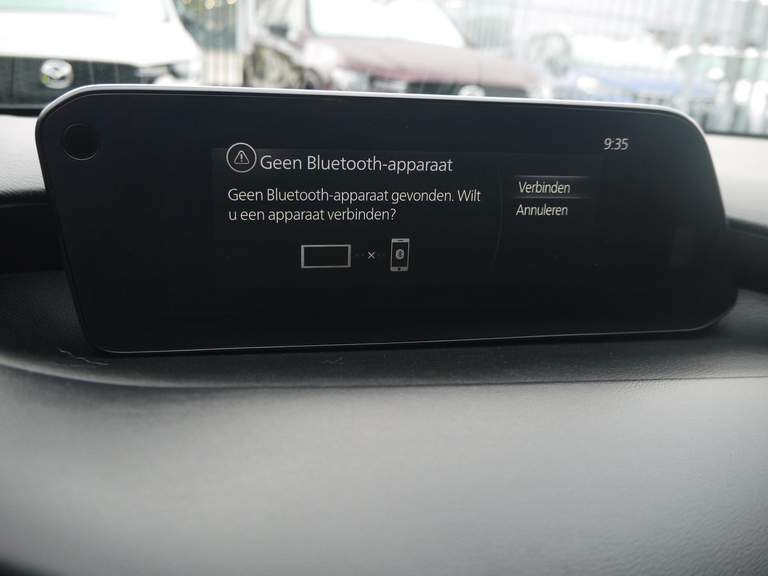 9:35
Geen Bluetooth-apparaat
Geen Bluetooth-apparaat gevonden. Wilt
u een apparaat verbinden?
Verbinden
Annuleren